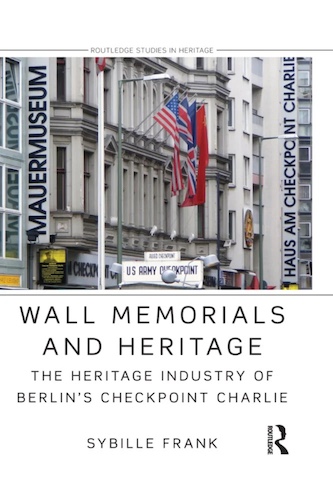 ROUTLEDGE STUDIES IN HERITAGE
MAUERMUSEUM
HAUS AM CHECKPOINT CHARLIE
US ARMY CHECKPOINT
WALL MEMORIALS
AND HERITAGE
THE HERITAGE INDUSTRY OF
BERLIN'S CHECKPOINT CHARLIE
SYBILLE FRANK
ROUTLEDGE